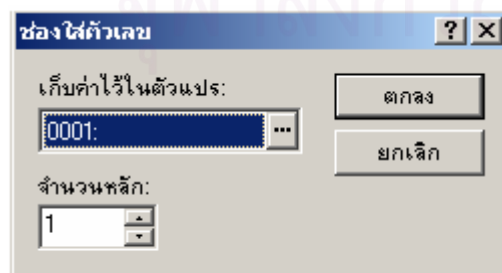 ช่องใส่ตัวเลข
เก็บค่าไว้ในตัวแปร:
0001:
...
ตกลง
ยกเลิก
จำนวนหลัก:
1